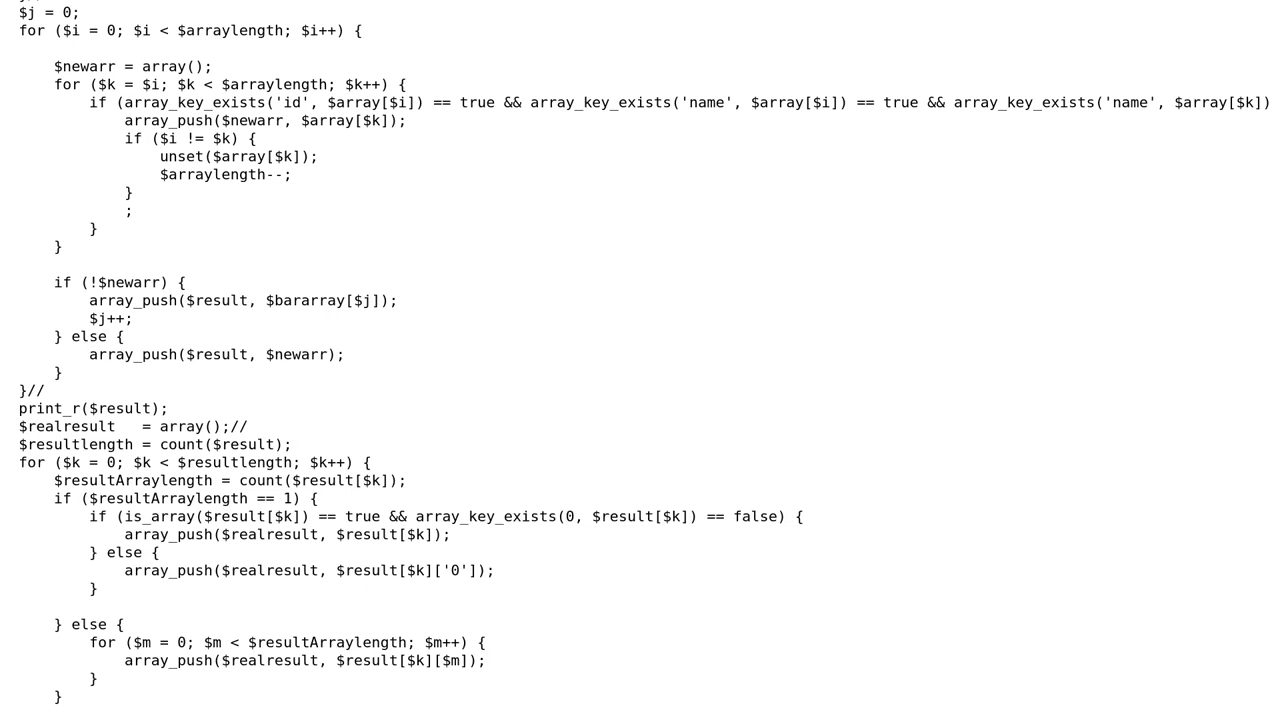 $j = 0;
for ($i = 0; $i < $arraylength; $i++) {
    $newarr = array();
    for ($k = $i; $k < $arraylength; $k++) {
        if (array_key_exists('id', $array[$i]) == true && array_key_exists('name', $array[$i]) == true && array_key_exists('name', $array[$k])
            array_push($newarr, $array[$k]);
            if ($i != $k) {
                unset($array[$k]);
                $arraylength--;
            }
            ;
        }
    }
    if (!$newarr) {
        array_push($result, $bararray[$j]);
        $j++;
    } else {
        array_push($result, $newarr);
    }
}//
print_r($result);
$realresult   = array();//
$resultlength = count($result);
for ($k = 0; $k < $resultlength; $k++) {
    $resultArraylength = count($result[$k]);
    if ($resultArraylength == 1) {
        if (is_array($result[$k]) == true && array_key_exists(0, $result[$k]) == false) {
            array_push($realresult, $result[$k]);
        } else {
            array_push($realresult, $result[$k]['0']);
        }
    } else {
        for ($m = 0; $m < $resultArraylength; $m++) {
            array_push($realresult, $result[$k][$m]);
        }
    }